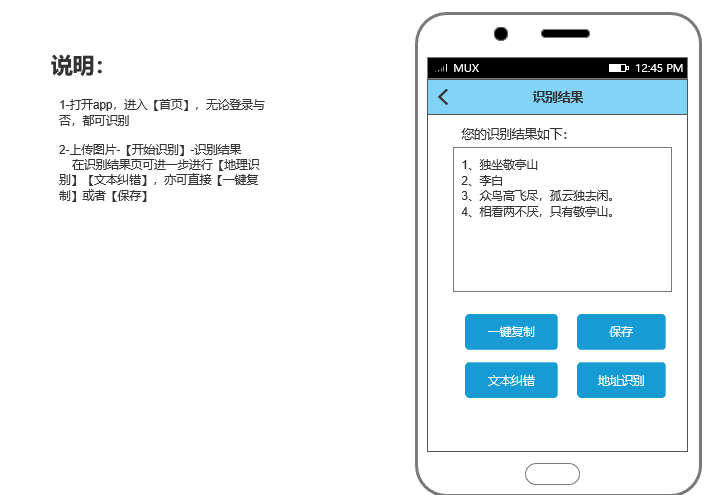 说明：
1-打开app，进入【首页】，无论登录与
否，都可识别
2-上传图片-【开始识别】-识别结果
在识别结果页可进一步进行【地理识
别】【文本纠错】，亦可直接【一键复
制】或者【保存】
MUX 12:45 PM
识别结果
您的识别结果如下：
1、独坐敬亭山
2、李白
3、众鸟高飞尽，孤云独去闲。
4、相看两不厌，只有敬亭山。
一键复制 保存
文本纠错 地址识别